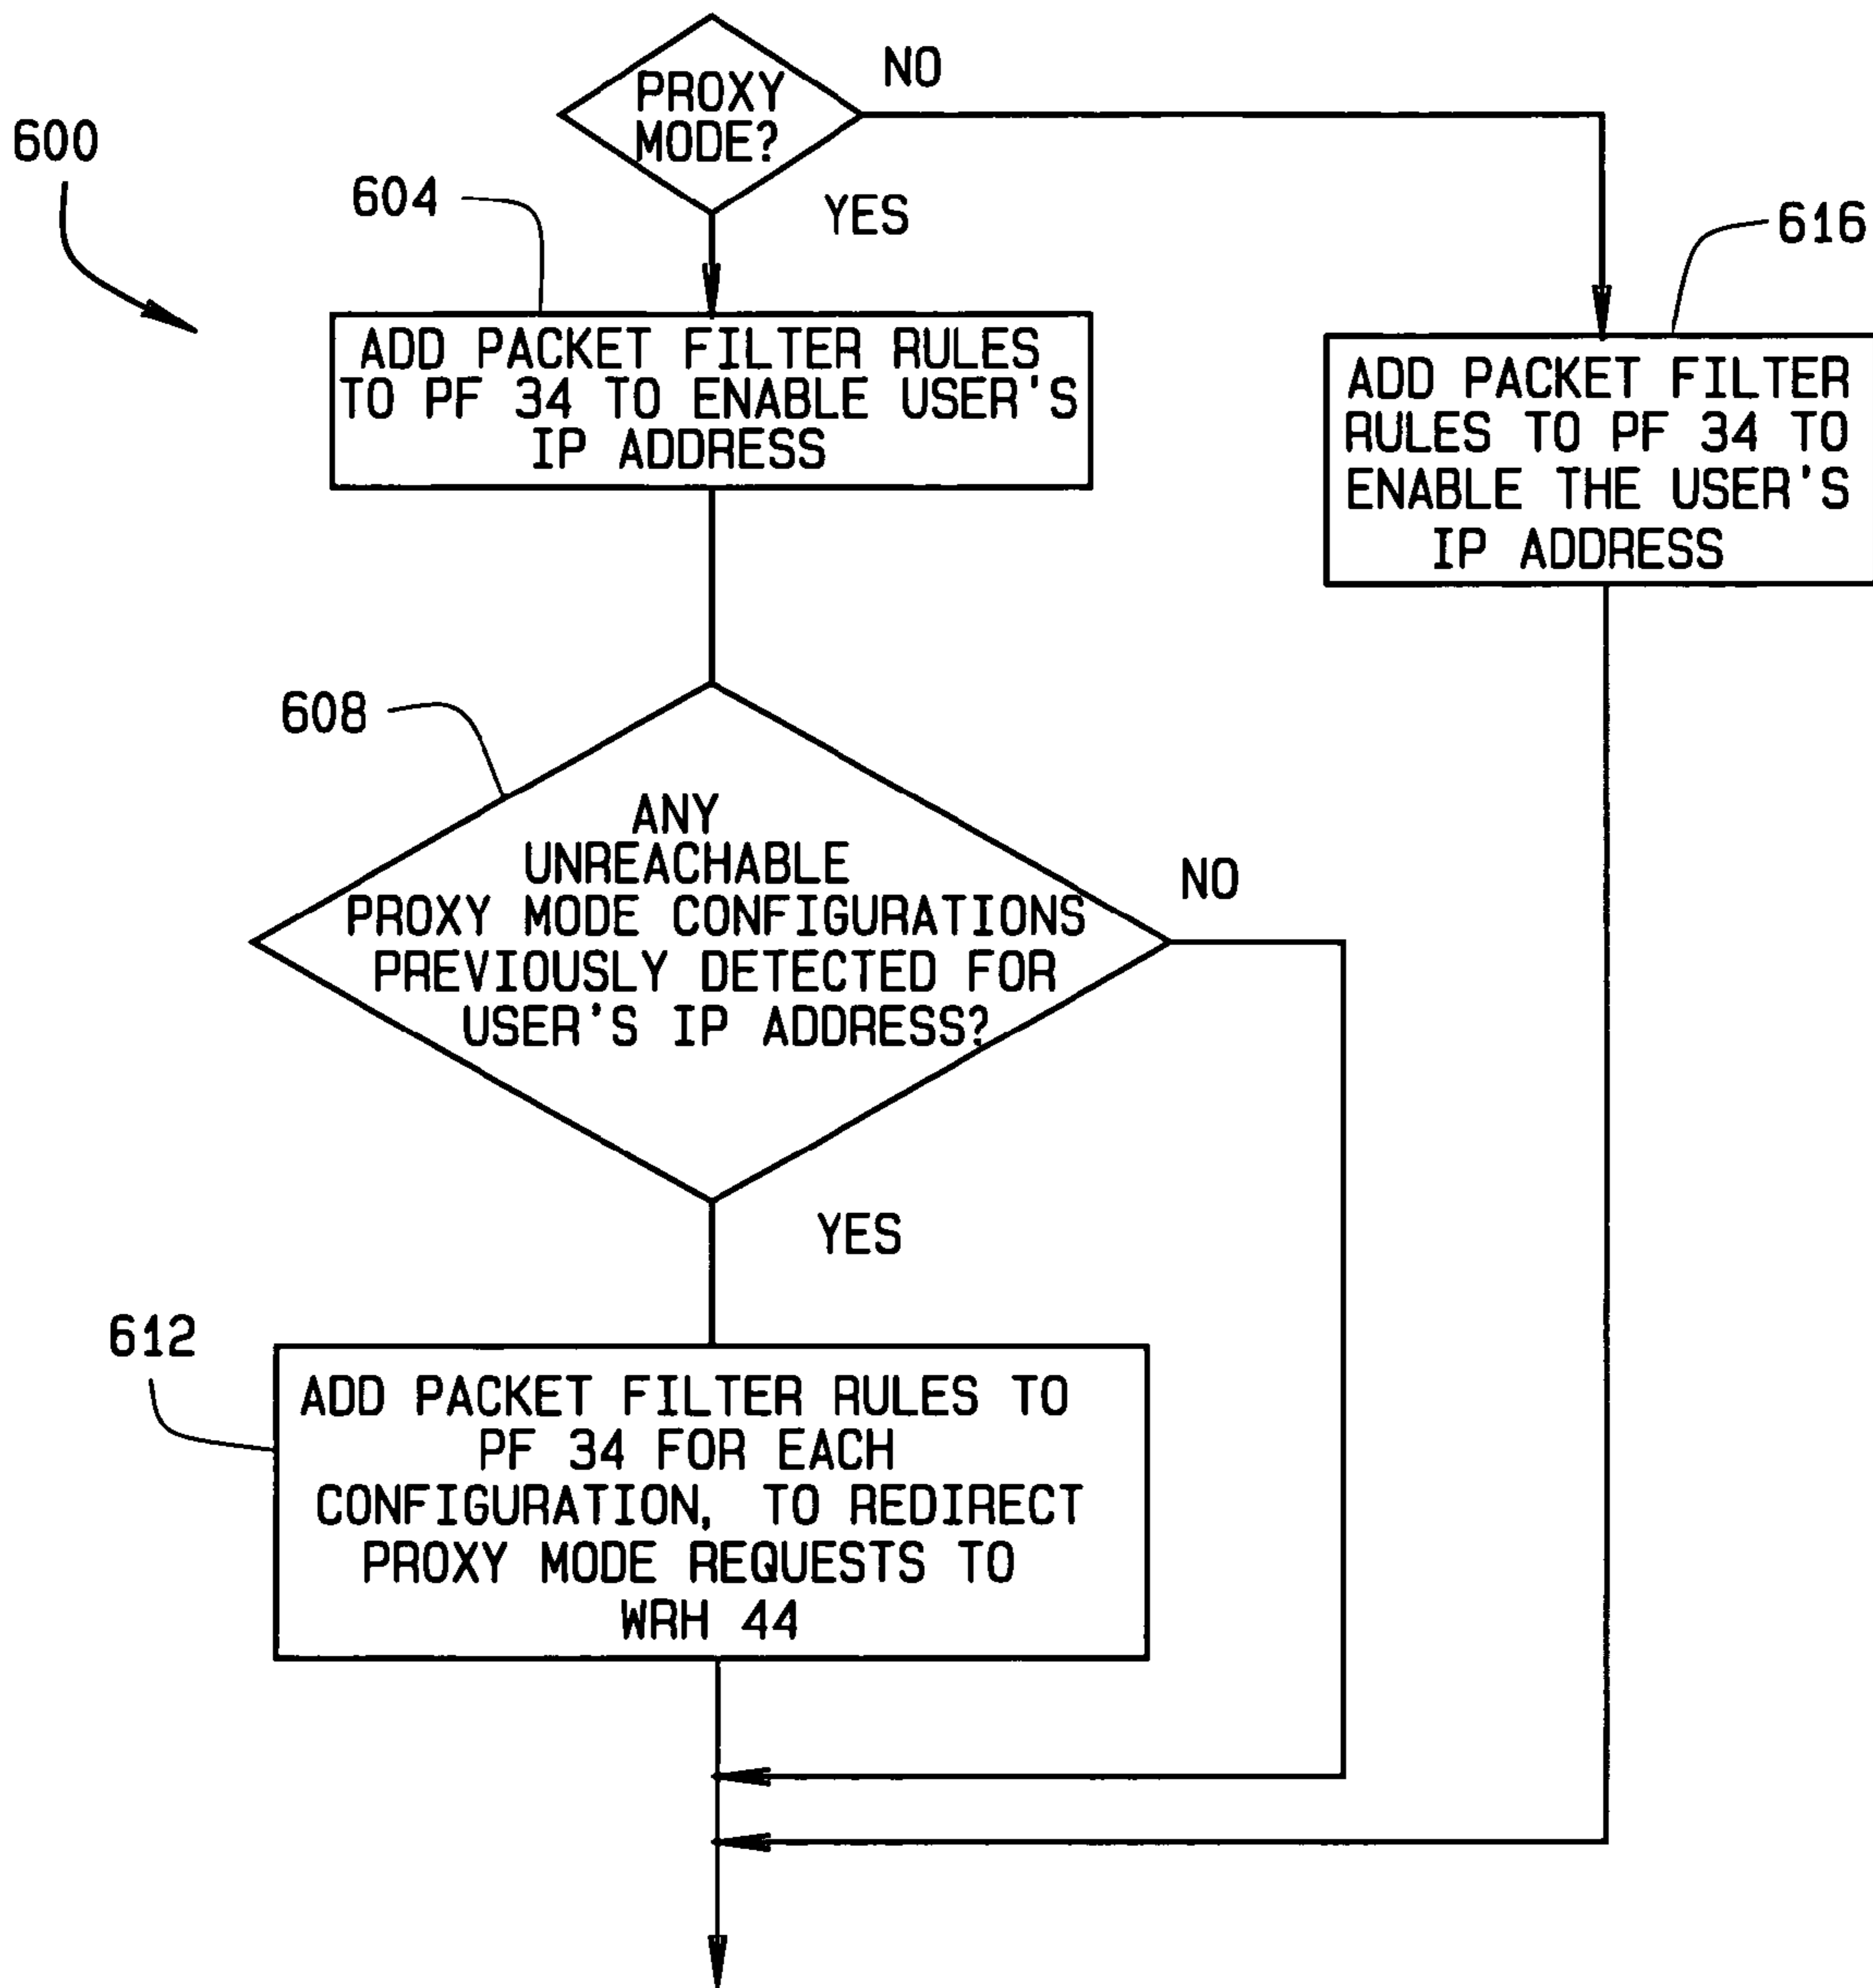 PROXY
MODE?
NO
600
604
YES
616
ADD PACKET FILTER RULES
TO PF 34 TO ENABLE USER'S
IP ADDRESS
ADD PACKET FILTER
RULES TO PF 34 TO
ENABLE THE USER'S
IP ADDRESS
608
ANY
UNREACHABLE
PROXY MODE CONFIGURATIONS
PREVIOUSLY DETECTED FOR
USER'S IP ADDRESS?
NO
YES
612
ADD PACKET FILTER RULES TO
PF 34 FOR EACH
CONFIGURATION, TO REDIRECT
PROXY MODE REQUESTS TO
WRH 44